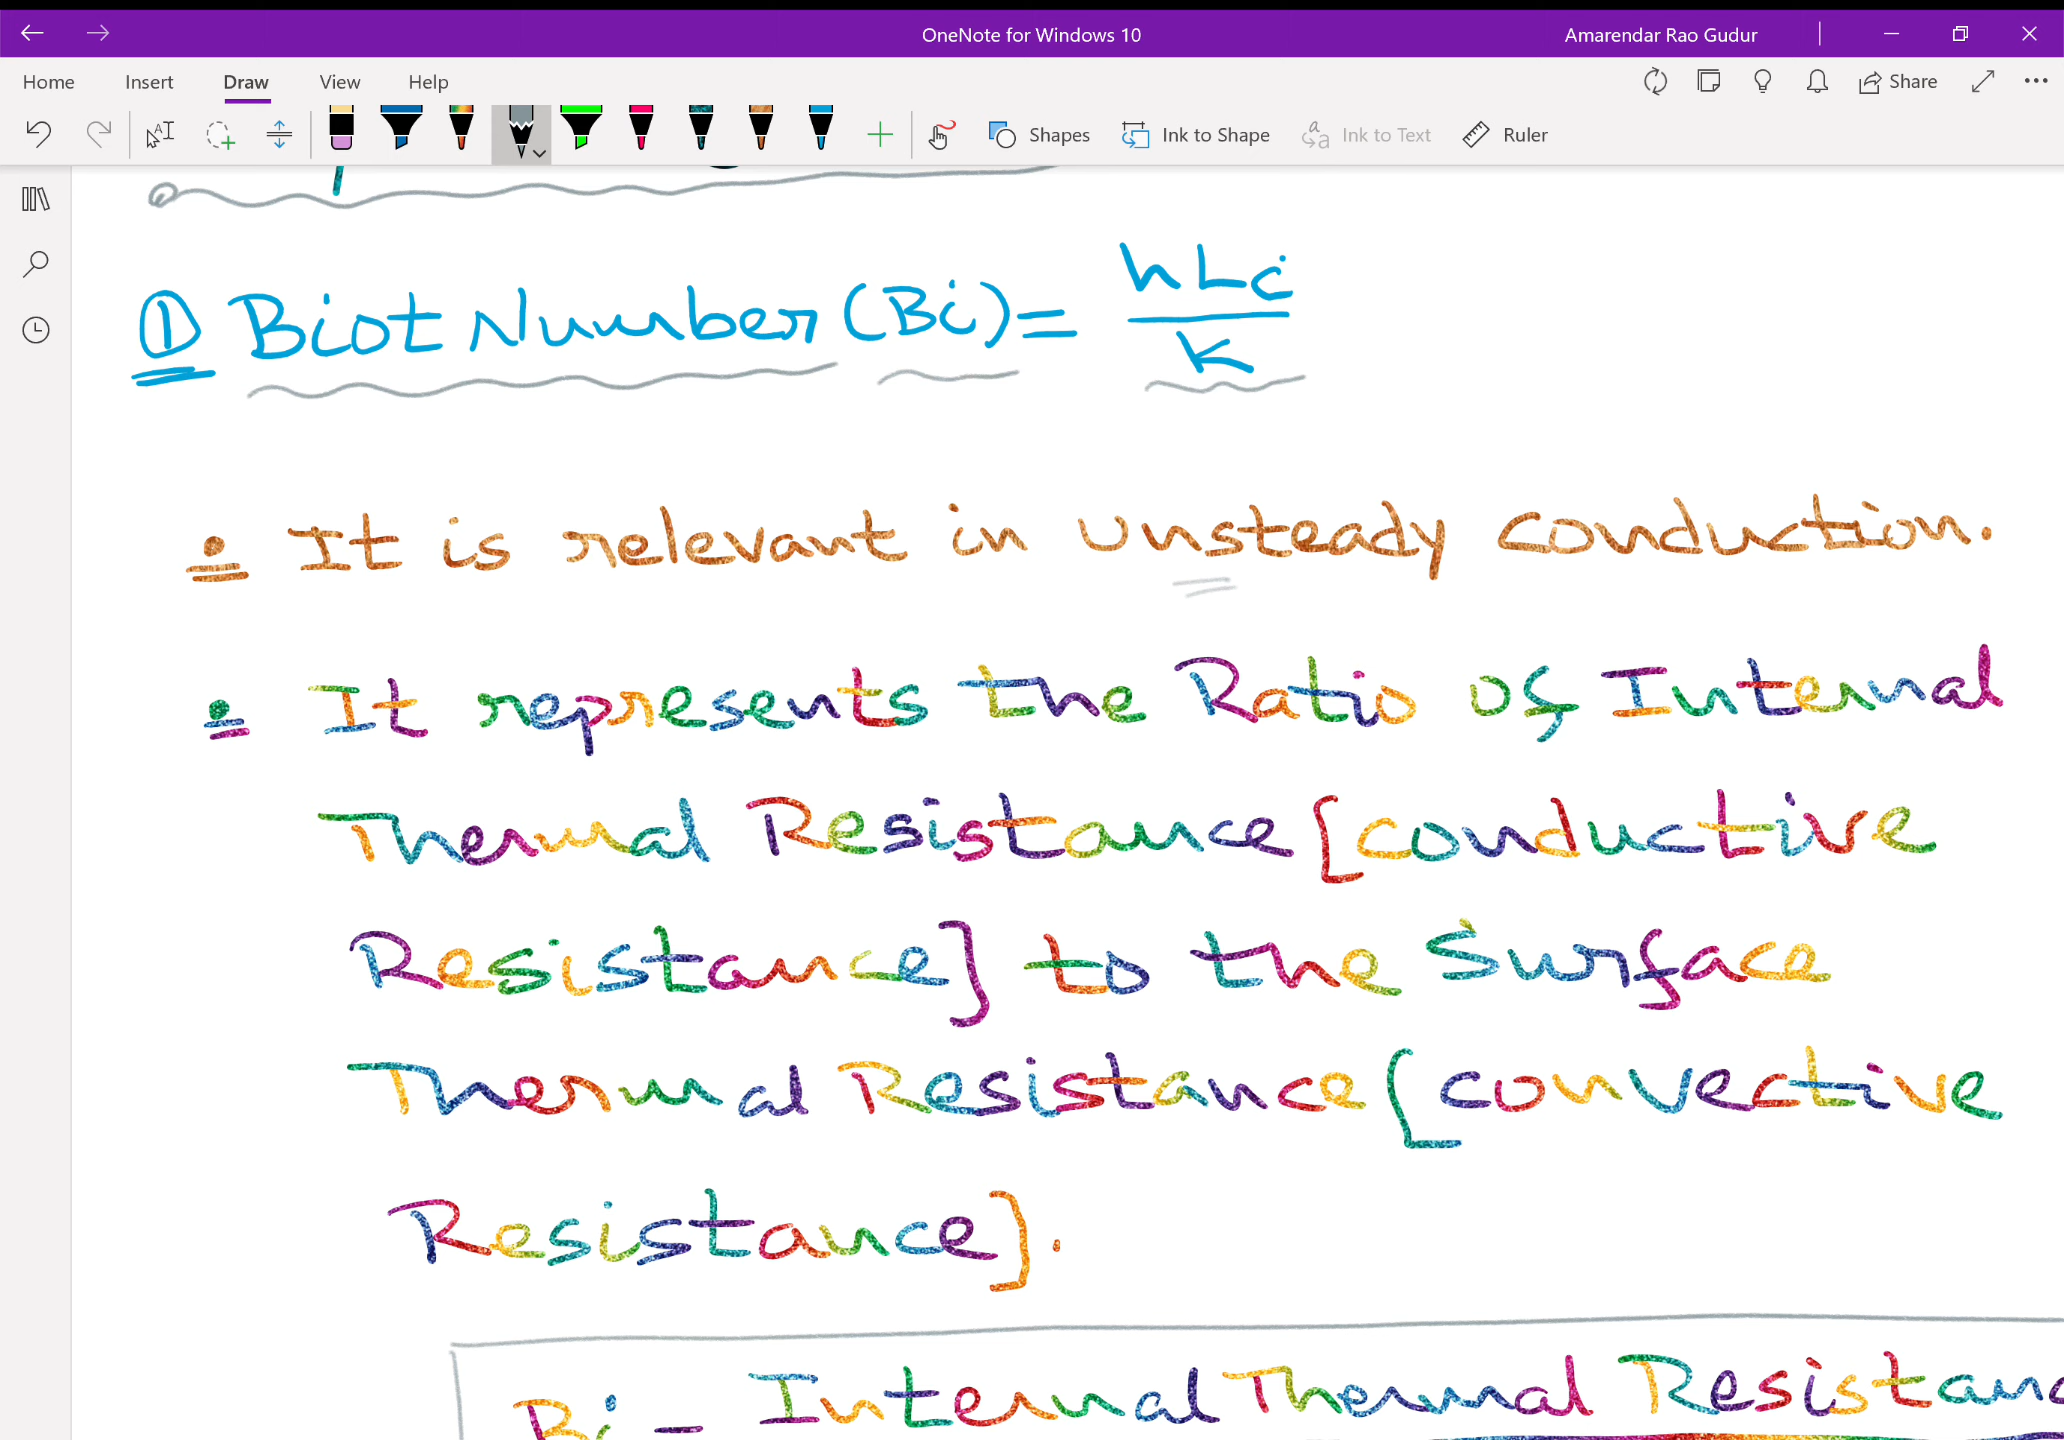 OneNote for Windows 10
Amarendar Rao Gudur
Home Insert Draw View Help
Share
Shapes Ink to Shape Ink to Text Ruler
① Biot Number (Bi) = hLc
k
It is relevant in Unsteady conduction.
It represents the Ratio of Internal
Thermal Resistance [conductive
Resistance] to the Surface
Thermal Resistance [convective
Resistance].
Bi = Internal Thermal